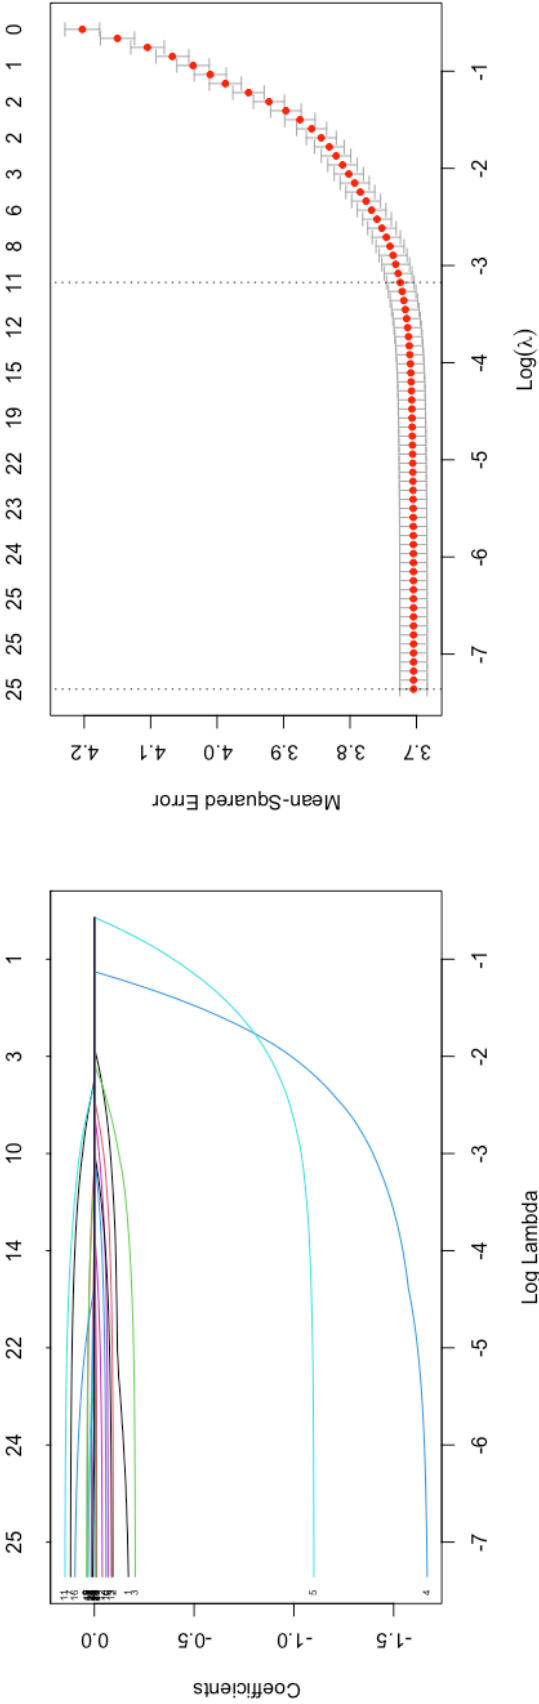 25 24 22 14 10 3 1
Coefficients
0.0
-0.5
-1.0
-1.5
11
16
1
3
5
4
-7 -6 -5 -4 -3 -2 -1
Log Lambda
25 25 25 24 23 22 19 15 12 11 8 6 3 2 2 1 0
Mean-Squared Error
4.2
4.1
4.0
3.9
3.8
3.7
-7 -6 -5 -4 -3 -2 -1
Log(λ)